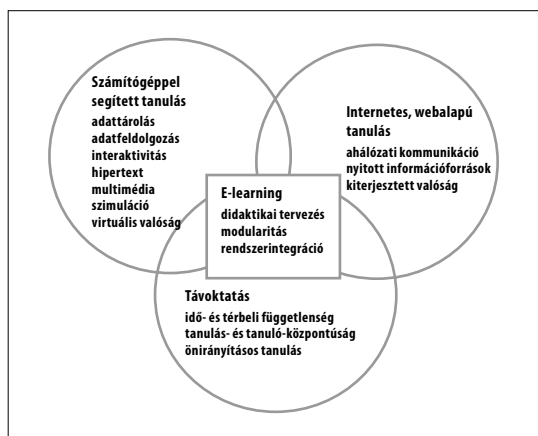 Számítógéppel
segített tanulás
adattárolás
adatfeldolgozás
interaktivitás
hipertext
multimédia
szimuláció
virtuális valóság
Internetes, webalapú
tanulás
ahálózati kommunikáció
nyitott információforrások
kiterjesztett valóság
E-learning
didaktikai tervezés
modularitás
rendszerintegráció
Távoktatás
idő- és térbeli függetlenség
tanulás- és tanuló-központúság
önirányításos tanulás